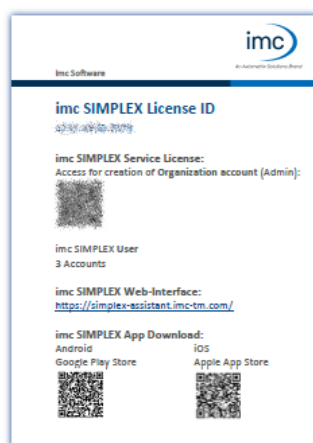 imc
An Axiometrix Solutions Brand
imc Software
imc SIMPLEX License ID
imc SIMPLEX Service License:
Access for creation of Organization account (Admin):
imc SIMPLEX User
3 Accounts
imc SIMPLEX Web-Interface:
https://simplex-assistant.imc-tm.com/
imc SIMPLEX App Download:
Android iOS
Google Play Store Apple App Store